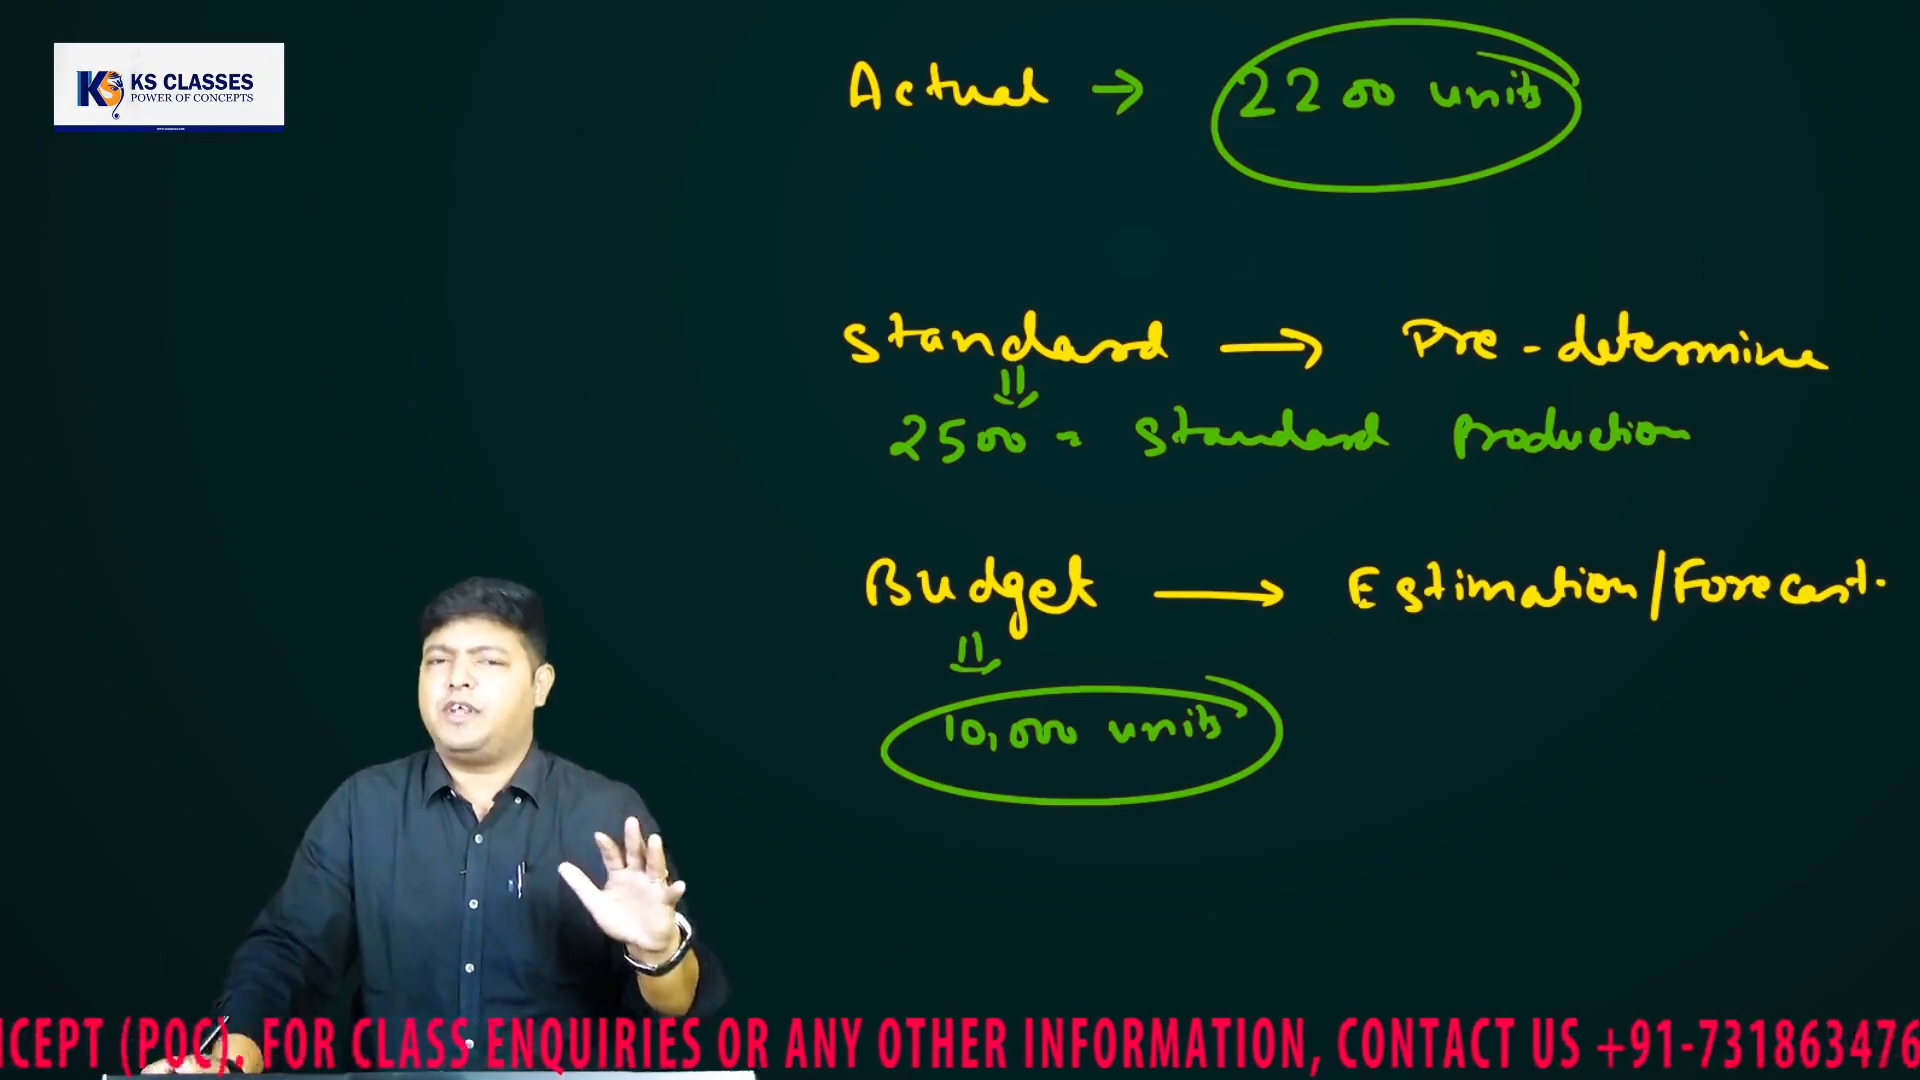 KS CLASSES
POWER OF CONCEPTS
Actual → 2200 units
Standard → Pre-determine
2500 = Standard Production
Budget → Estimation/Forecast.
10,000 units
NCEPT (POC). FOR CLASS ENQUIRIES OR ANY OTHER INFORMATION, CONTACT US +91-731863476